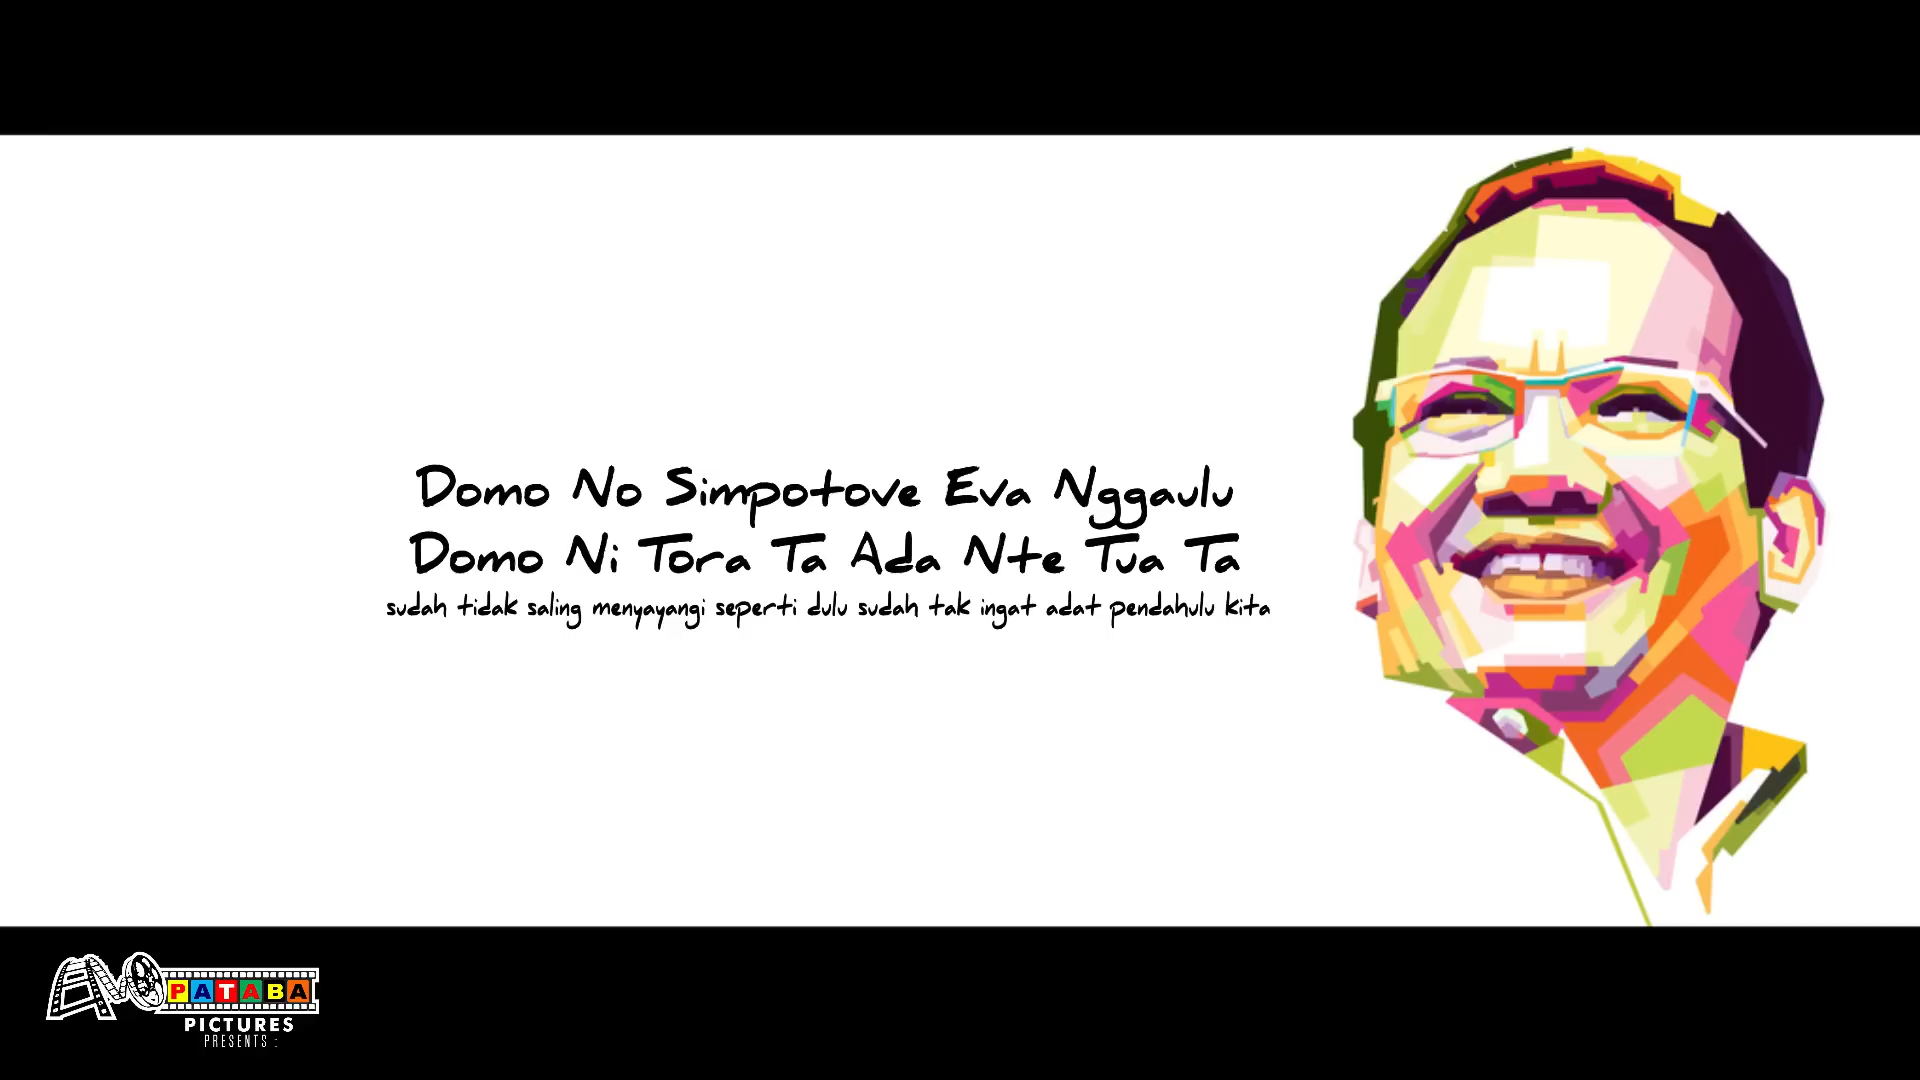 Domo No Simpotove Eva Nggaulu
Domo Ni Tora Ta Ada Nte Tua Ta
sudah tidak saling menyayangi seperti dulu sudah tak ingat adat pendahulu kita
EVO PATABA
PICTURES
PRESENTS :